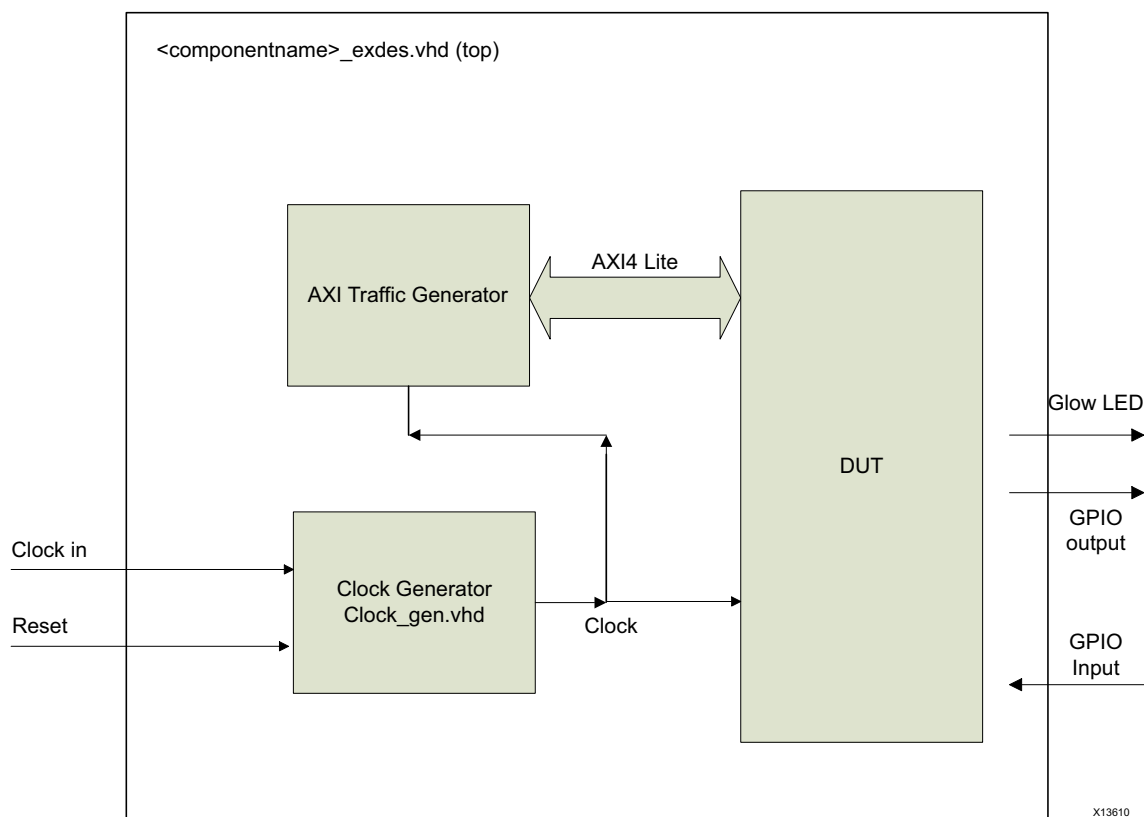 <componentname>_exdes.vhd (top)
AXI Traffic Generator
AXI4 Lite
DUT
Glow LED
GPIO
output
GPIO
Input
Clock in
Reset
Clock Generator
Clock_gen.vhd
Clock
X13610